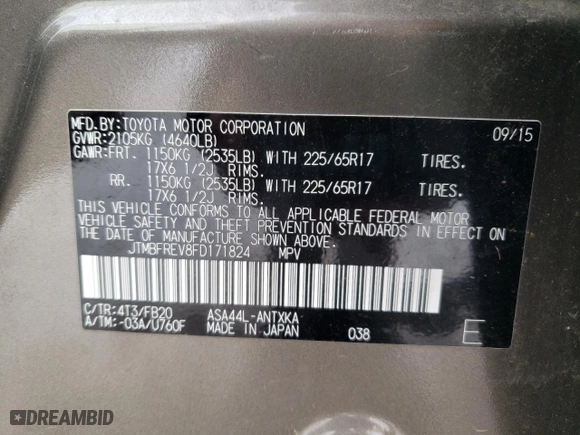 MFD.BY:TOYOTA MOTOR CORPORATION 09/15
GVWR:2105KG (4640LB)
GAWR:FRT. 1150KG (2535LB) WITH 225/65R17 TIRES.
17X6 1/2J RIMS.
RR. 1150KG (2535LB) WITH 225/65R17 TIRES.
17X6 1/2J RIMS.
THIS VEHICLE CONFORMS TO ALL APPLICABLE FEDERAL MOTOR
VEHICLE SAFETY AND THEFT PREVENTION STANDARDS IN EFFECT ON
THE DATE OF MANUFACTURE SHOWN ABOVE.
JTMBFREV8FD171824 MPV
C/TR:4T3/FB20 ASA44L-ANTXKA
A/TM:-03A/U760F MADE IN JAPAN 038 E
DREAMBID